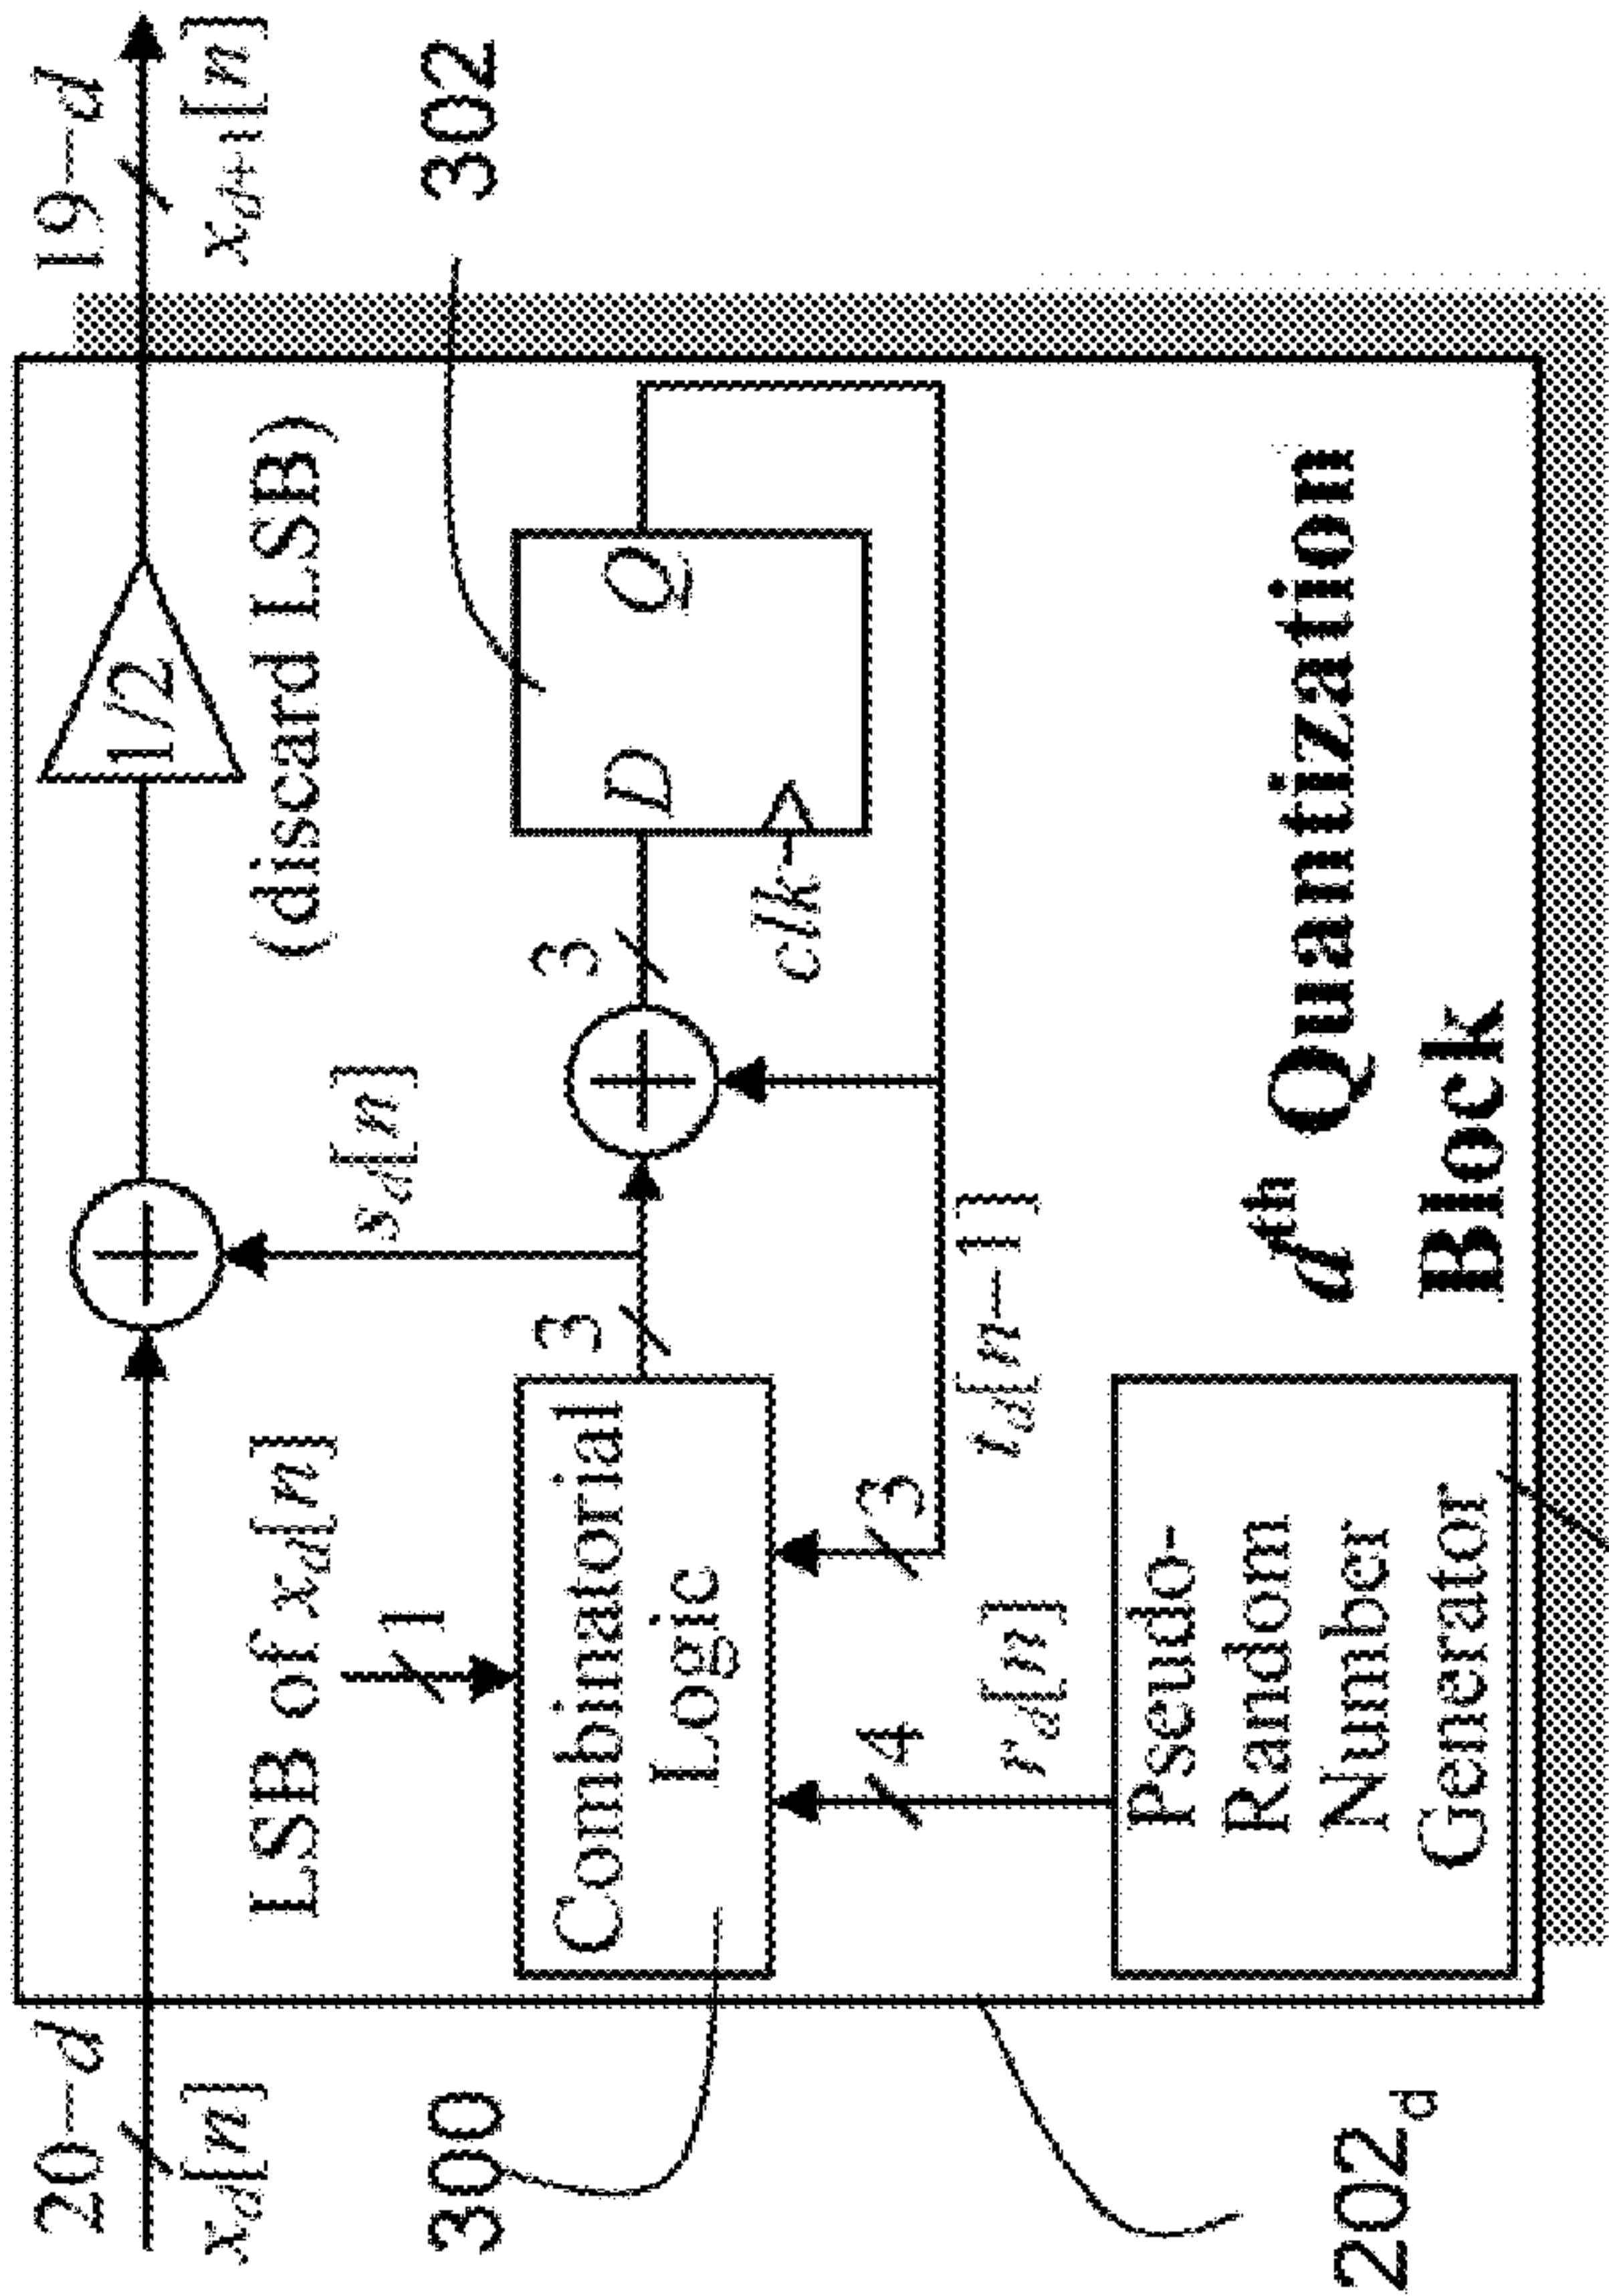 20−d
x_d[n]
19−d
x_{d+1}[n]
1/2
(discard LSB)
LSB of x_d[n]
1
s_d[n]
Combinatorial
Logic
3
3
D
Q
clk
302
300
3
t_d[n−1]
4
r_d[n]
Pseudo-
Random
Number
Generator
d^th Quantization
Block
202_d